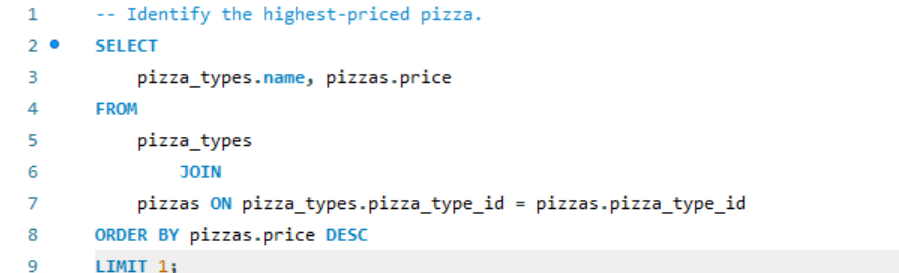 1 -- Identify the highest-priced pizza.
2 SELECT
3 pizza_types.name, pizzas.price
4 FROM
5 pizza_types
6 JOIN
7 pizzas ON pizza_types.pizza_type_id = pizzas.pizza_type_id
8 ORDER BY pizzas.price DESC
9 LIMIT 1;